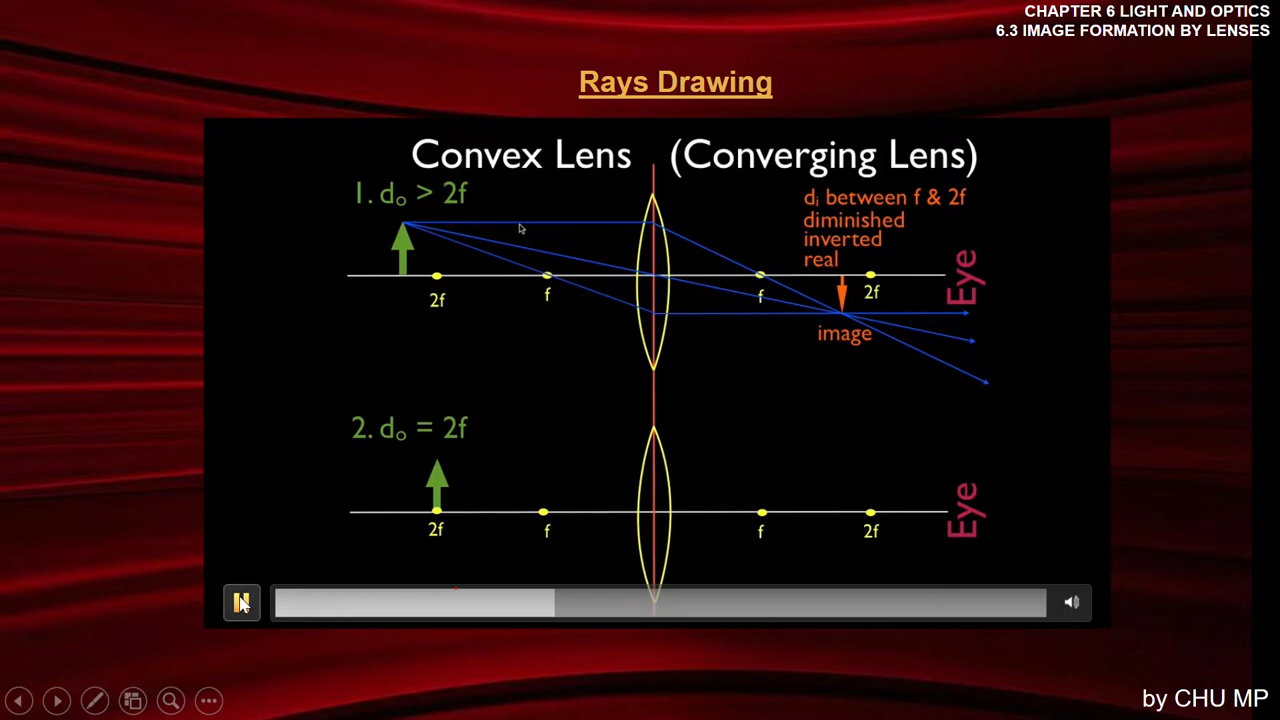 CHAPTER 6 LIGHT AND OPTICS
6.3 IMAGE FORMATION BY LENSES
Rays Drawing
Convex Lens (Converging Lens)
1. dₒ > 2f
dᵢ between f & 2f
diminished
inverted
real
Eye
2f f f 2f
image
2. dₒ = 2f
Eye
2f f f 2f
by CHU MP